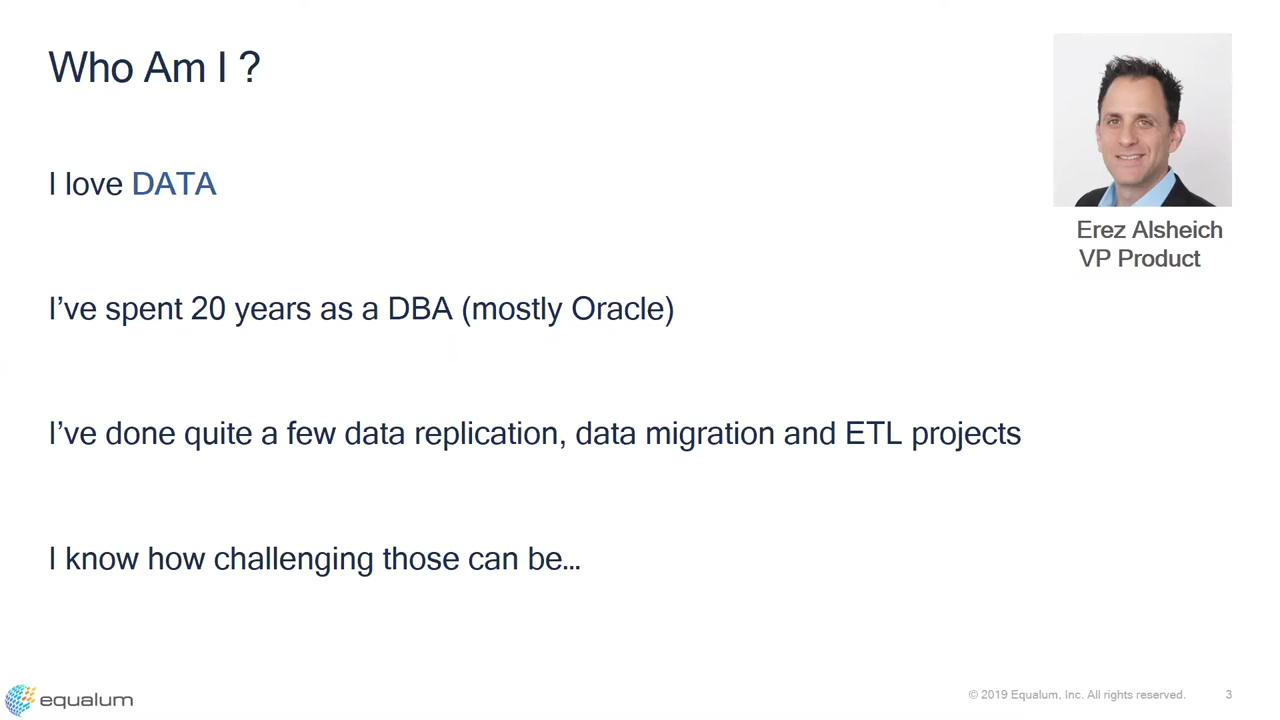 Who Am I ?
I love DATA
Erez Alsheich
VP Product
I've spent 20 years as a DBA (mostly Oracle)
I've done quite a few data replication, data migration and ETL projects
I know how challenging those can be...
equalum
© 2019 Equalum, Inc. All rights reserved.
3